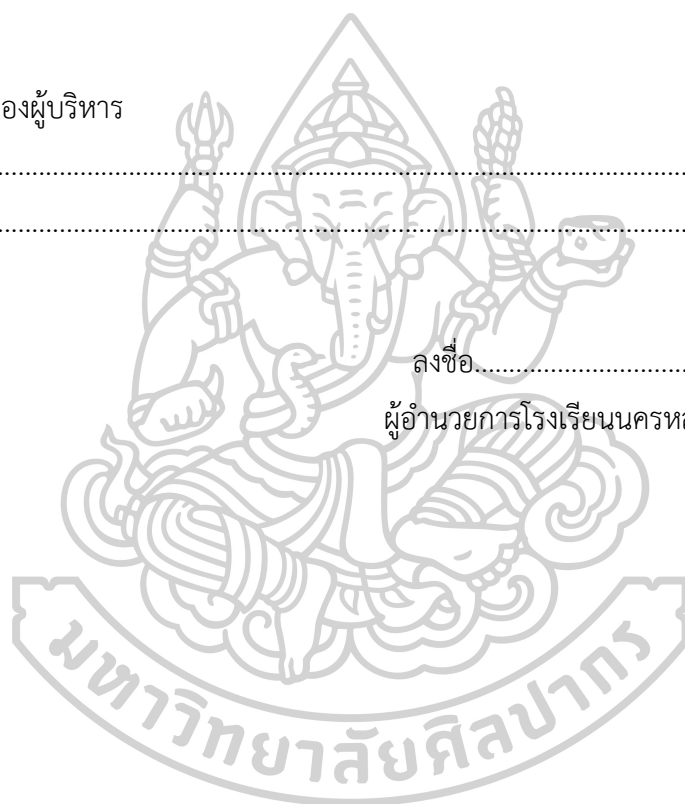 องผู้บริหาร
................................................................................
................................................................................
ลงชื่อ..............................
ผู้อำนวยการโรงเรียนนครหล
มหาวิทยาลัยศิลปากร